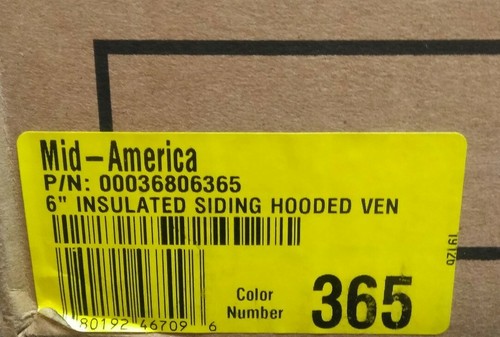 Mid-America
P/N: 00036806365
6" INSULATED SIDING HOODED VEN
80192 46709 6
Color
Number
365